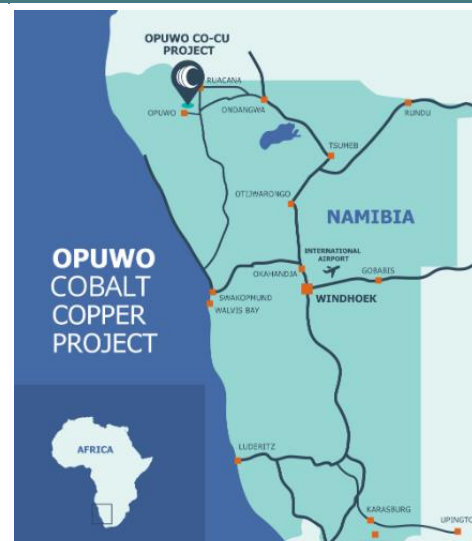 OPUWO CO-CU
PROJECT
RUACANA
OPUWO
ONDANGWA
RUNDU
TSUMEB
OTJIWARONGO
NAMIBIA
INTERNATIONAL
AIRPORT
OKAHANDJA
GOBABIS
WINDHOEK
OPUWO
COBALT
COPPER
PROJECT
SWAKOPMUND
WALVIS BAY
AFRICA
LUDERITZ
KARASBURG
UPINGTO